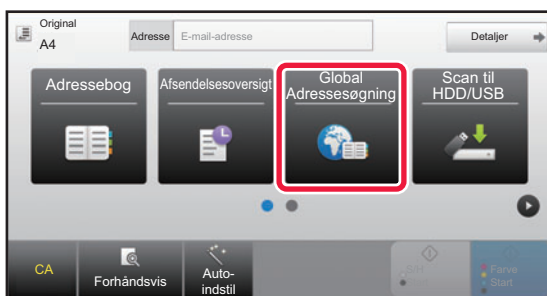 Original
A4
Adresse
E-mail-adresse
Detaljer
Adressebog
Afsendelsesoversigt
Global
Adressesøgning
Scan til
HDD/USB
CA
Forhåndsvis
Auto-
indstil
Farve
Start